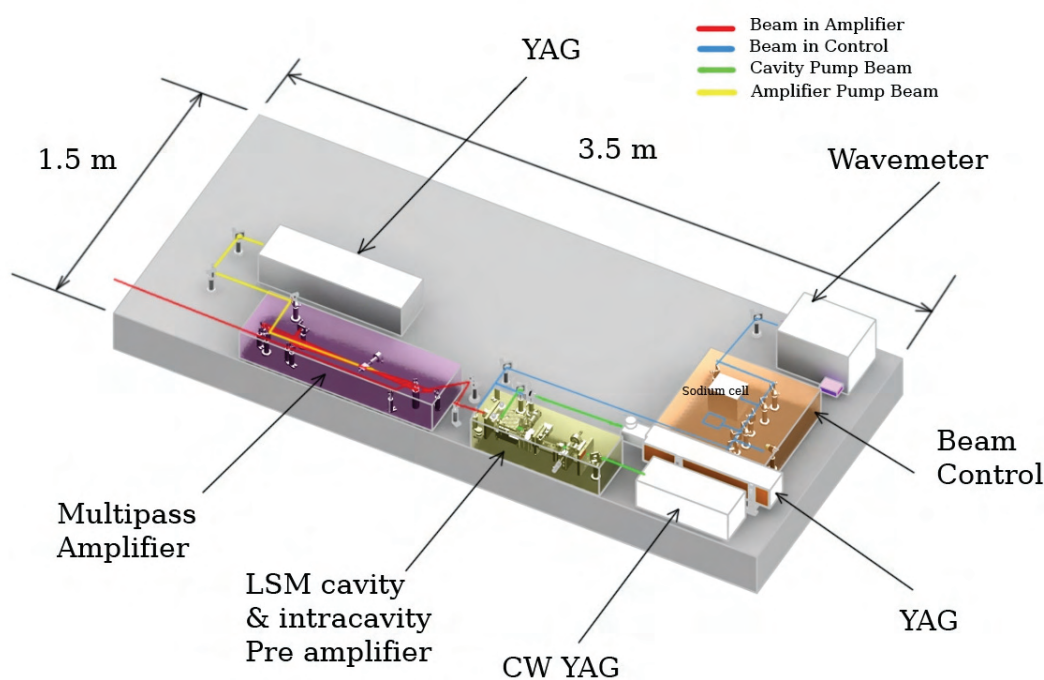 Beam in Amplifier
Beam in Control
Cavity Pump Beam
Amplifier Pump Beam
YAG
1.5 m
3.5 m
Wavemeter
Sodium cell
Beam
Control
Multipass
Amplifier
LSM cavity
& intracavity
Pre amplifier
CW YAG
YAG